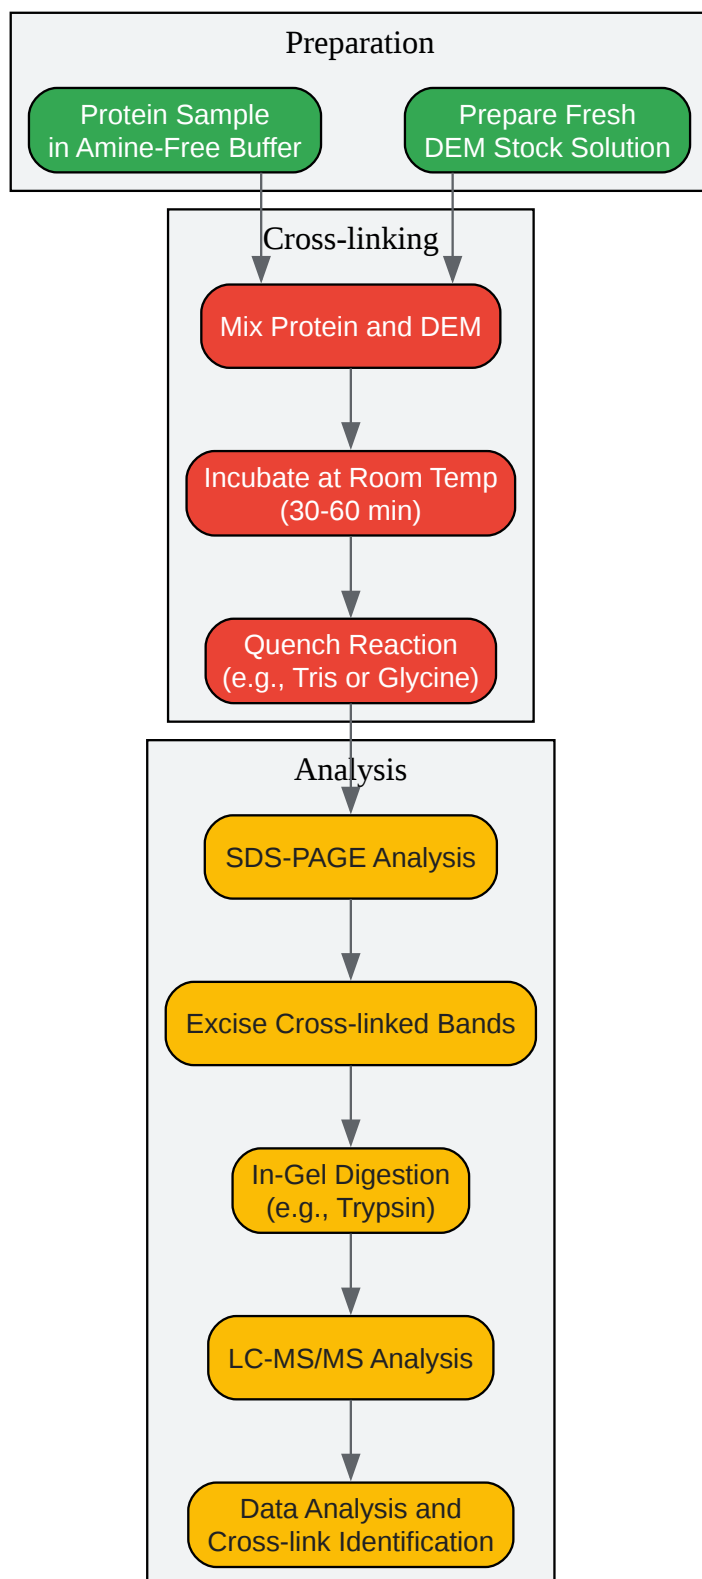 Preparation
Protein Sample
in Amine-Free Buffer
Prepare Fresh
DEM Stock Solution
Cross-linking
Mix Protein and DEM
Incubate at Room Temp
(30-60 min)
Quench Reaction
(e.g., Tris or Glycine)
Analysis
SDS-PAGE Analysis
Excise Cross-linked Bands
In-Gel Digestion
(e.g., Trypsin)
LC-MS/MS Analysis
Data Analysis and
Cross-link Identification